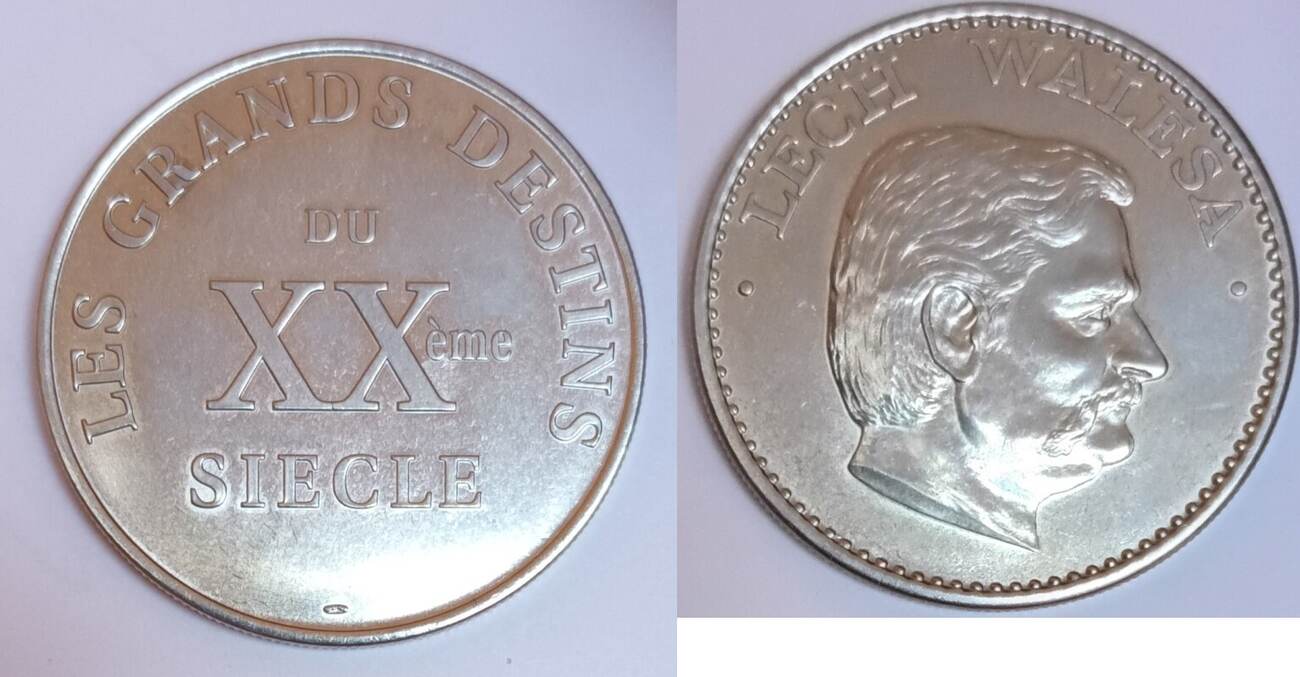 LES GRANDS DESTINS
DU
XXème
SIECLE
LECH WALESA